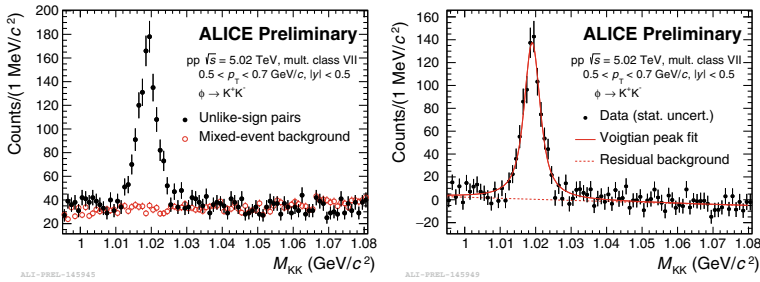 ALICE Preliminary
pp √s = 5.02 TeV, mult. class VII
0.5 < p_T < 0.7 GeV/c, |y| < 0.5
ϕ → K⁺K⁻
Unlike-sign pairs
Mixed-event background
Counts/(1 MeV/c²)
200
180
160
140
120
100
80
60
40
20
1 1.01 1.02 1.03 1.04 1.05 1.06 1.07 1.08
M_KK (GeV/c²)
ALI-PREL-145945
ALICE Preliminary
pp √s = 5.02 TeV, mult. class VII
0.5 < p_T < 0.7 GeV/c, |y| < 0.5
ϕ → K⁺K⁻
Data (stat. uncert.)
Voigtian peak fit
Residual background
Counts/(1 MeV/c²)
160
140
120
100
80
60
40
20
0
−20
1 1.01 1.02 1.03 1.04 1.05 1.06 1.07 1.08
M_KK (GeV/c²)
ALI-PREL-145949